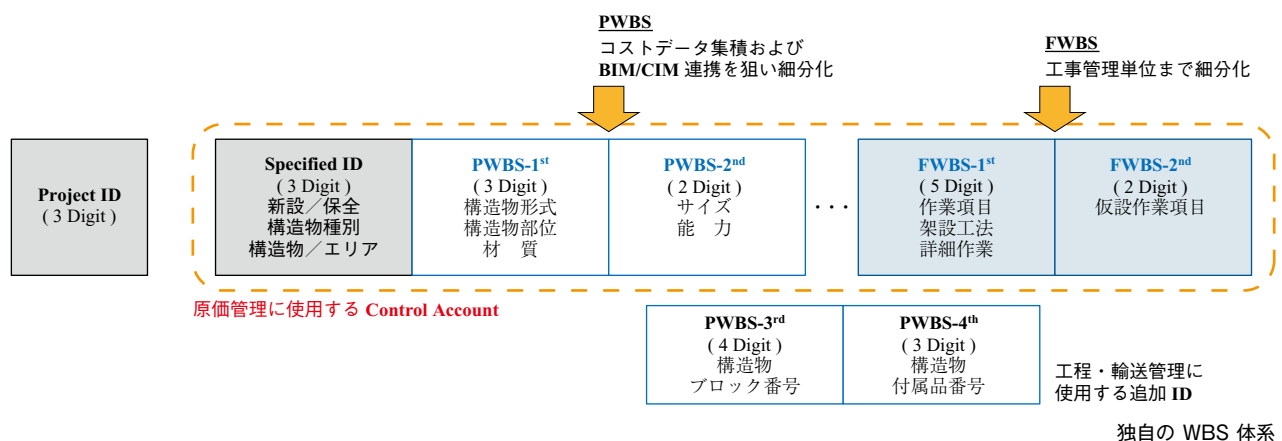 PWBS
コストデータ集積および
BIM/CIM 連携を狙い細分化
FWBS
工事管理単位まで細分化
Project ID
( 3 Digit )
Specified ID
( 3 Digit )
新設／保全
構造物種別
構造物／エリア
PWBS-1st
( 3 Digit )
構造物形式
構造物部位
材　質
PWBS-2nd
( 2 Digit )
サイズ
能　力
・・・
FWBS-1st
( 5 Digit )
作業項目
架設工法
詳細作業
FWBS-2nd
( 2 Digit )
仮設作業項目
原価管理に使用する Control Account
PWBS-3rd
( 4 Digit )
構造物
ブロック番号
PWBS-4th
( 3 Digit )
構造物
付属品番号
工程・輸送管理に
使用する追加 ID
独自の WBS 体系